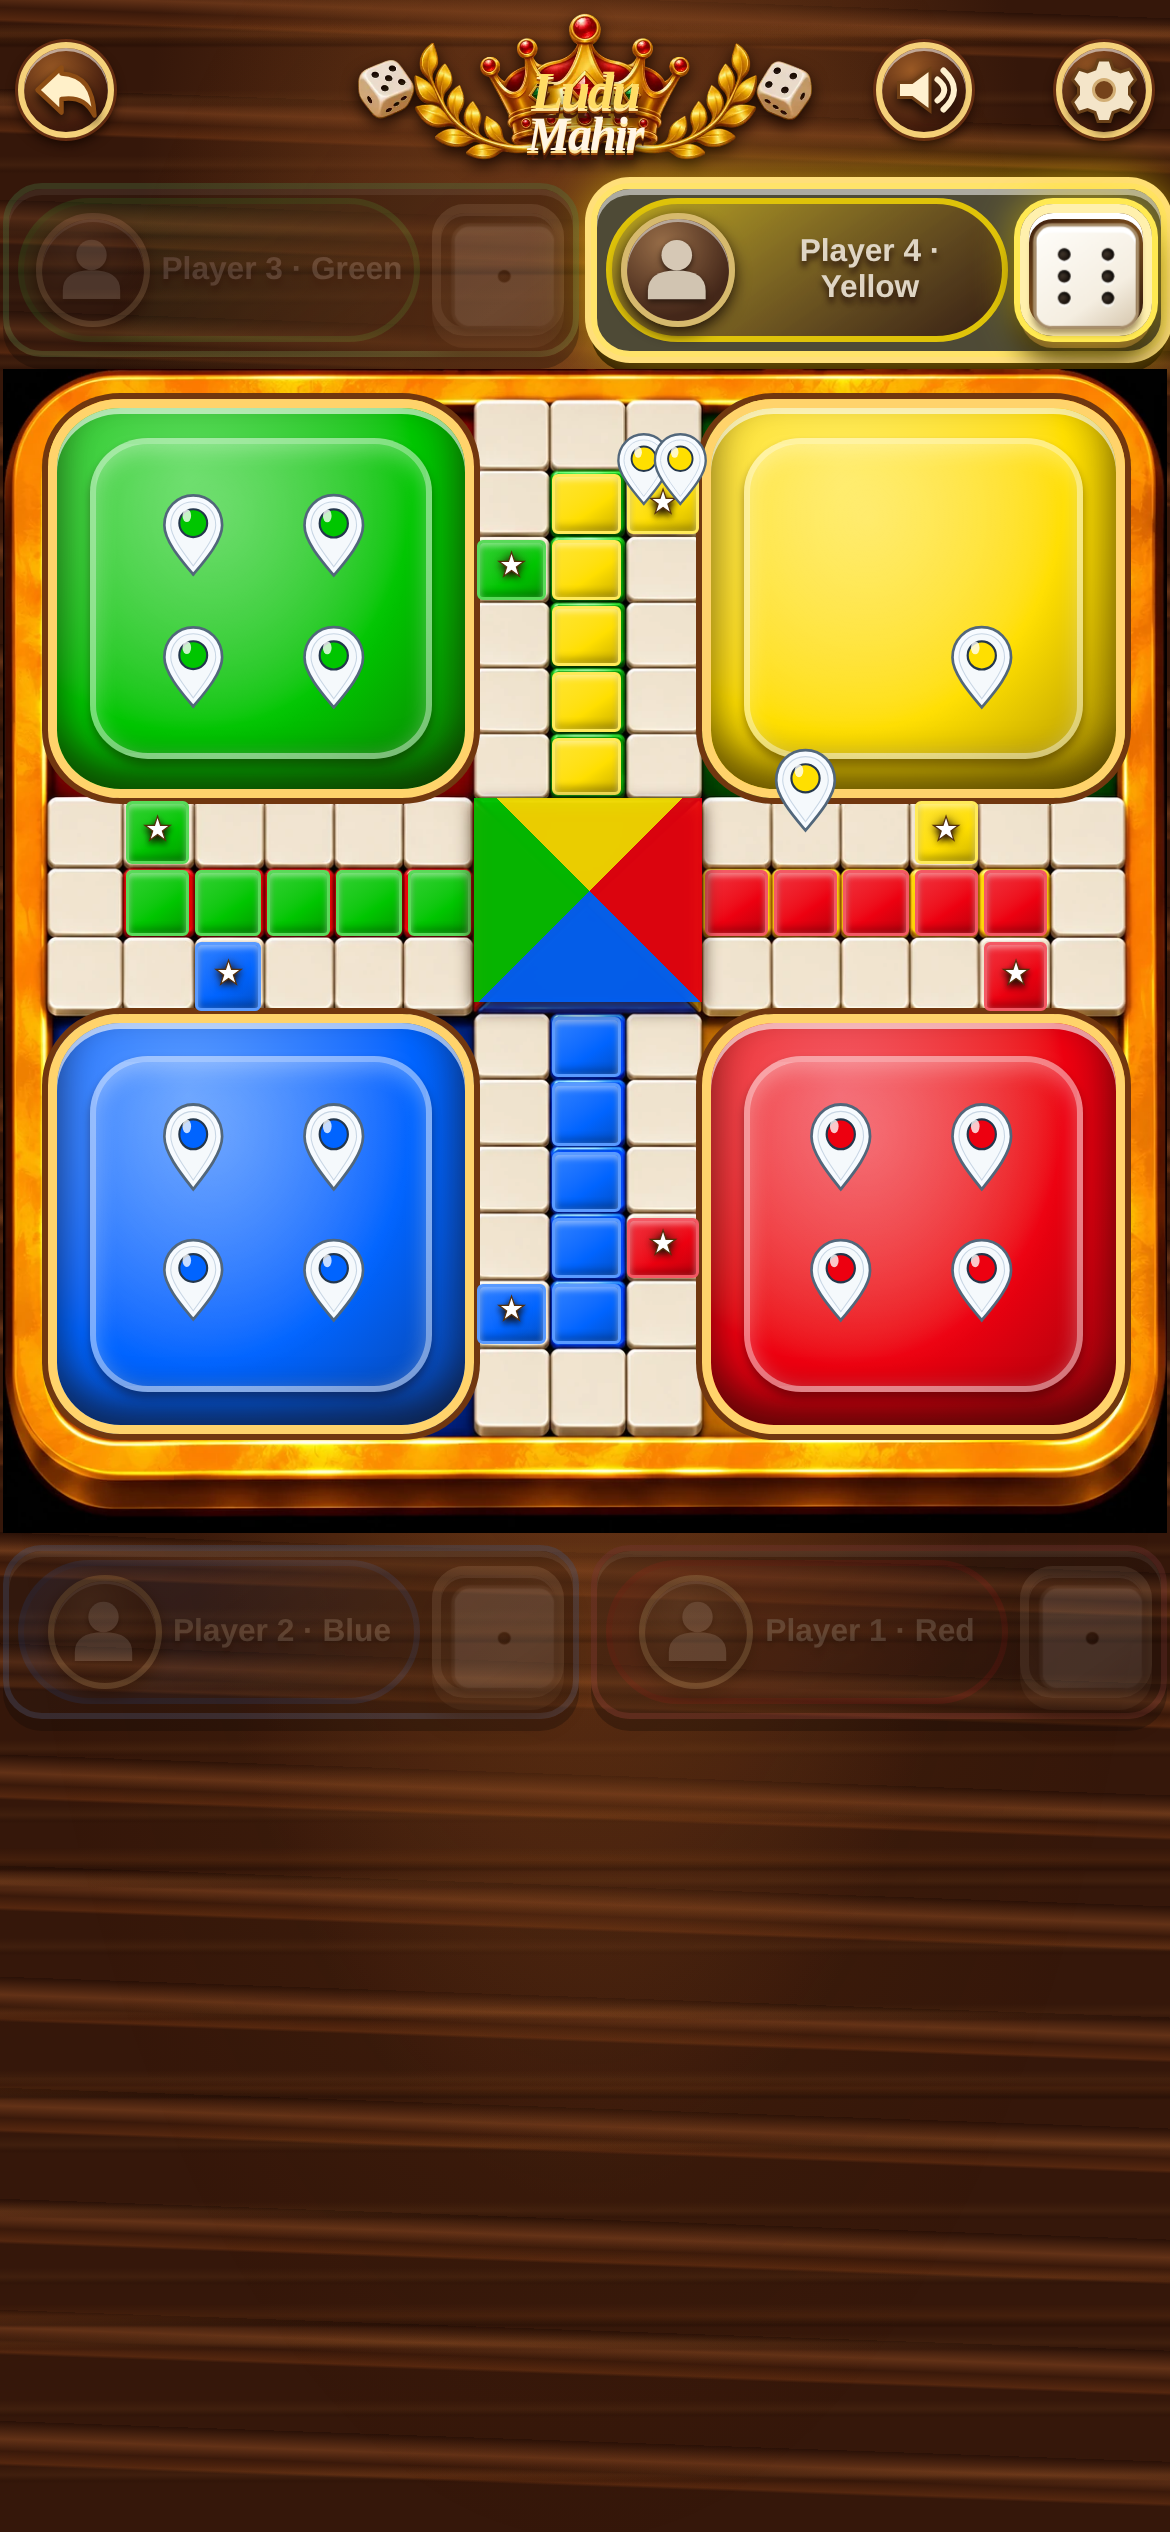 Ludu
Mahir
Player 3 · Green
Player 4 ·
Yellow
Player 2 · Blue
Player 1 · Red